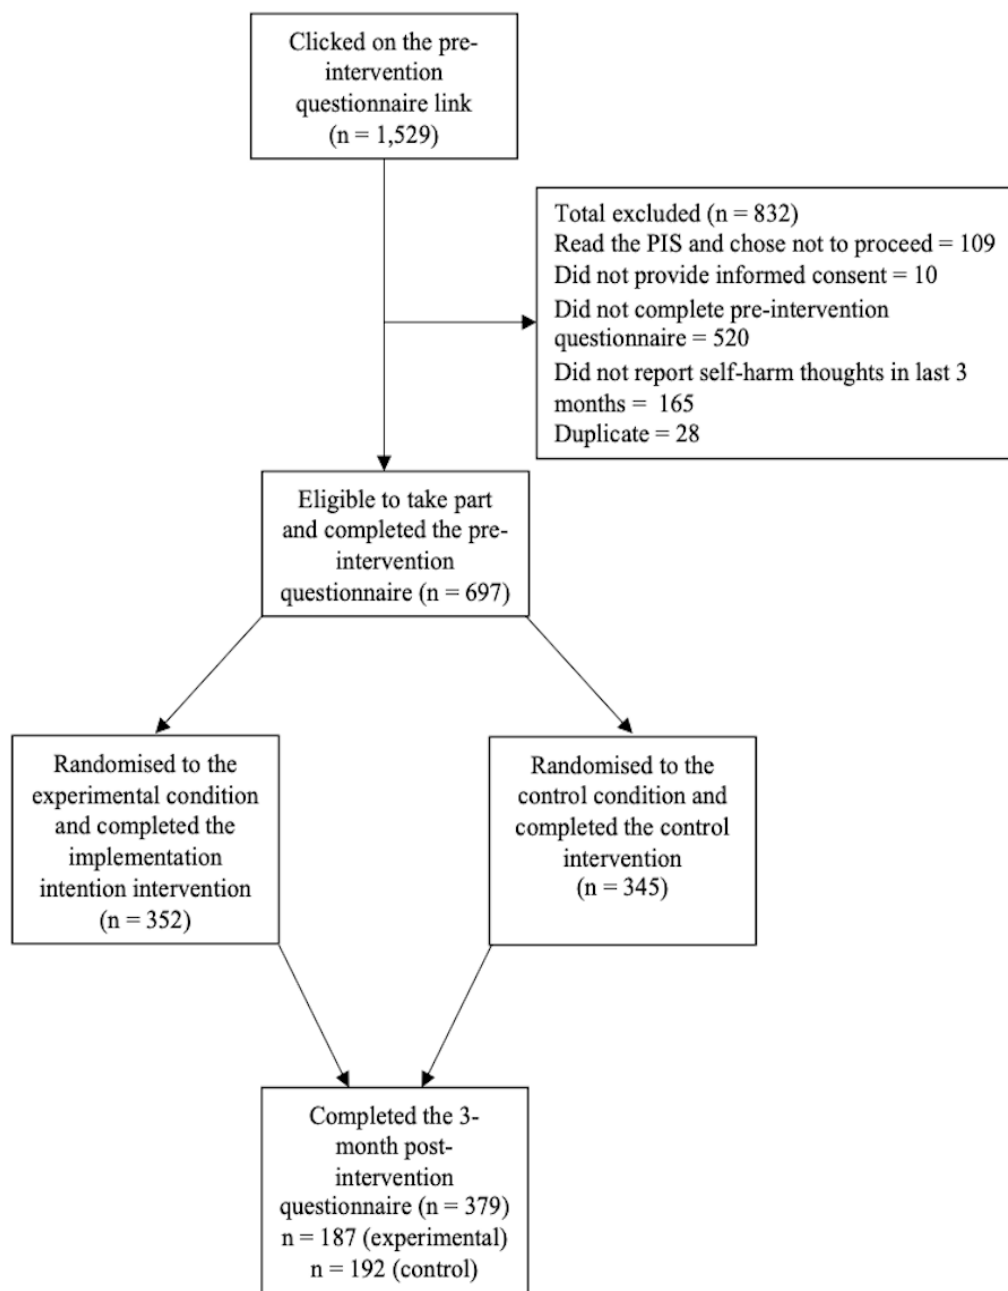 Clicked on the pre-
intervention
questionnaire link
(n = 1,529)
Total excluded (n = 832)
Read the PIS and chose not to proceed = 109
Did not provide informed consent = 10
Did not complete pre-intervention
questionnaire = 520
Did not report self-harm thoughts in last 3
months = 165
Duplicate = 28
Eligible to take part
and completed the pre-
intervention
questionnaire (n = 697)
Randomised to the
experimental condition
and completed the
implementation
intention intervention
(n = 352)
Randomised to the
control condition and
completed the control
intervention
(n = 345)
Completed the 3-
month post-
intervention
questionnaire (n = 379)
n = 187 (experimental)
n = 192 (control)